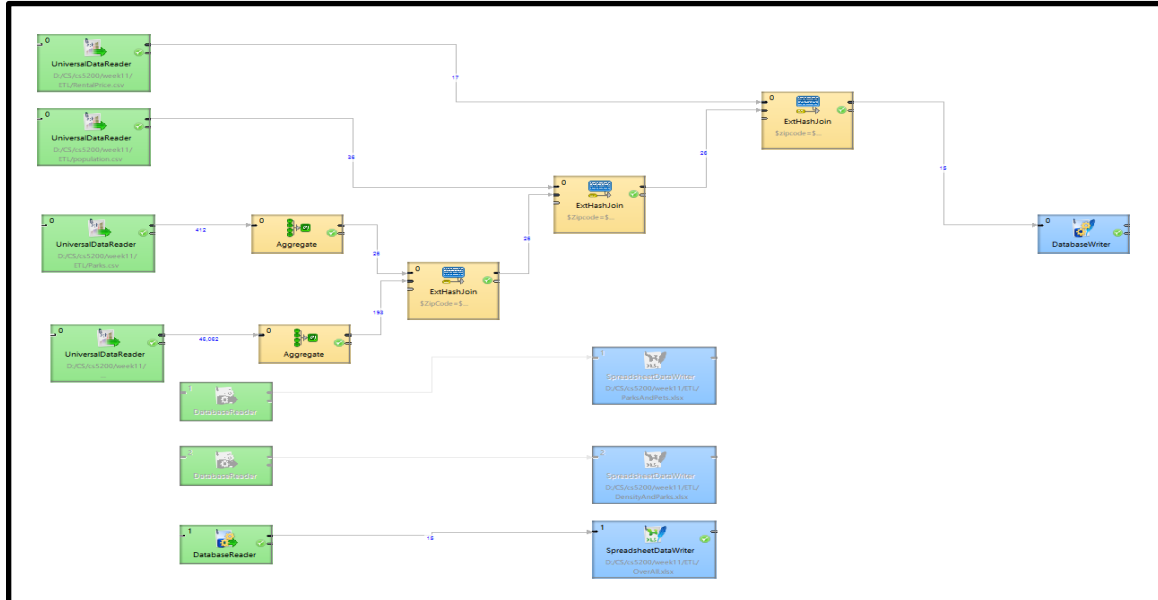 0
UniversalDataReader
D:/CS/cs5200/week11/
ETL/RentalPrice.csv
17
0
UniversalDataReader
D:/CS/cs5200/week11/
ETL/population.csv
36
0
ExtHashJoin
$zipcode=$...
15
0
ExtHashJoin
$Zipcode=$...
25
0
UniversalDataReader
D:/CS/cs5200/week11/
ETL/Parks.csv
412
0
Aggregate
26
0
DatabaseWriter
0
ExtHashJoin
$ZipCode=$...
26
0
UniversalDataReader
D:/CS/cs5200/week11/
...
0
Aggregate
193
1
DatabaseReader
1
SpreadsheetDataWriter
D:/CS/cs5200/week11/ETL/
ParksAndPets.xlsx
2
DatabaseReader
2
SpreadsheetDataWriter
D:/CS/cs5200/week11/ETL/
DensityAndParks.xlsx
1
DatabaseReader
15
1
SpreadsheetDataWriter
D:/CS/cs5200/week11/ETL/
OverAll.xlsx